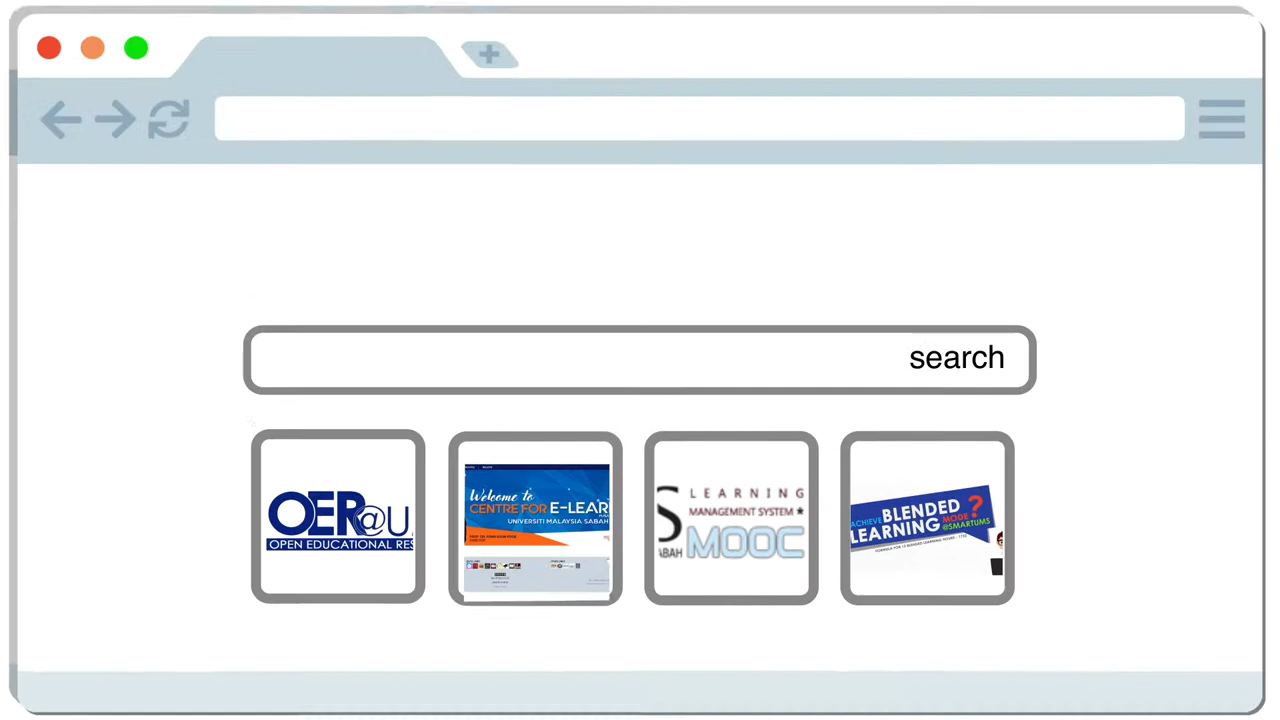 search
OER@U
OPEN EDUCATIONAL RES
Welcome to
CENTRE FOR E-LEAR
UNIVERSITI MALAYSIA SABAH
S LEARNING
MANAGEMENT SYSTEM ★
ABAH MOOC
ACHIEVE BLENDED
LEARNING MODE ?
@SMARTUMS